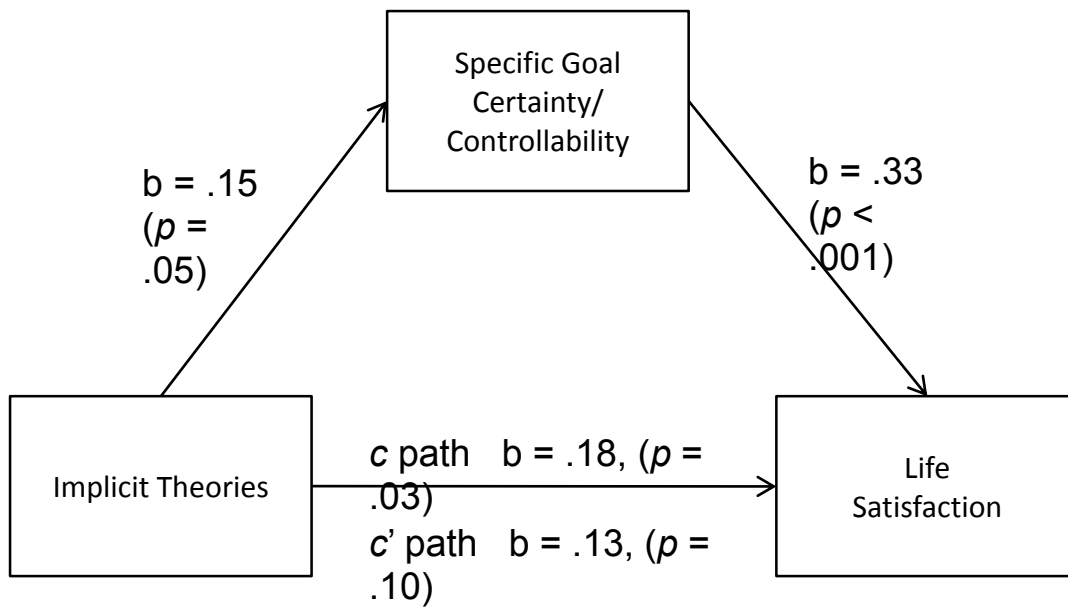 Specific Goal
Certainty/
Controllability
b = .15
(p =
.05)
b = .33
(p <
.001)
Implicit Theories
c path b = .18, (p =
.03)
c’ path b = .13, (p =
.10)
Life
Satisfaction